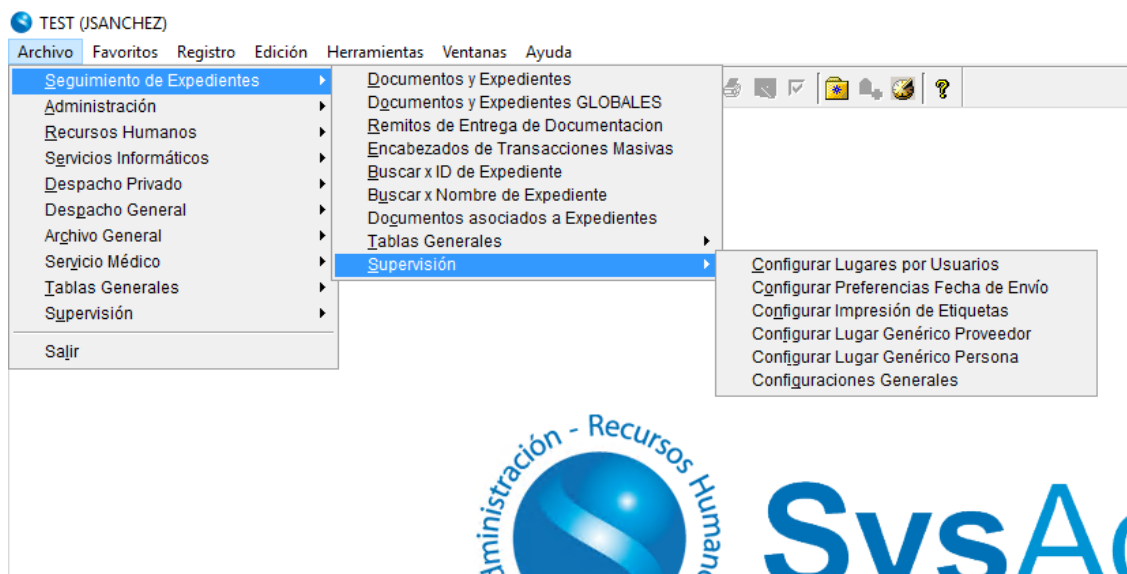 TEST (JSANCHEZ)
Archivo Favoritos Registro Edición Herramientas Ventanas Ayuda
Seguimiento de Expedientes
Administración
Recursos Humanos
Servicios Informáticos
Despacho Privado
Despacho General
Archivo General
Servicio Médico
Tablas Generales
Supervisión
Salir
Documentos y Expedientes
Documentos y Expedientes GLOBALES
Remitos de Entrega de Documentacion
Encabezados de Transacciones Masivas
Buscar x ID de Expediente
Buscar x Nombre de Expediente
Documentos asociados a Expedientes
Tablas Generales
Supervisión
Configurar Lugares por Usuarios
Configurar Preferencias Fecha de Envío
Configurar Impresión de Etiquetas
Configurar Lugar Genérico Proveedor
Configurar Lugar Genérico Persona
Configuraciones Generales
ministración - Recursos Humano
SysA